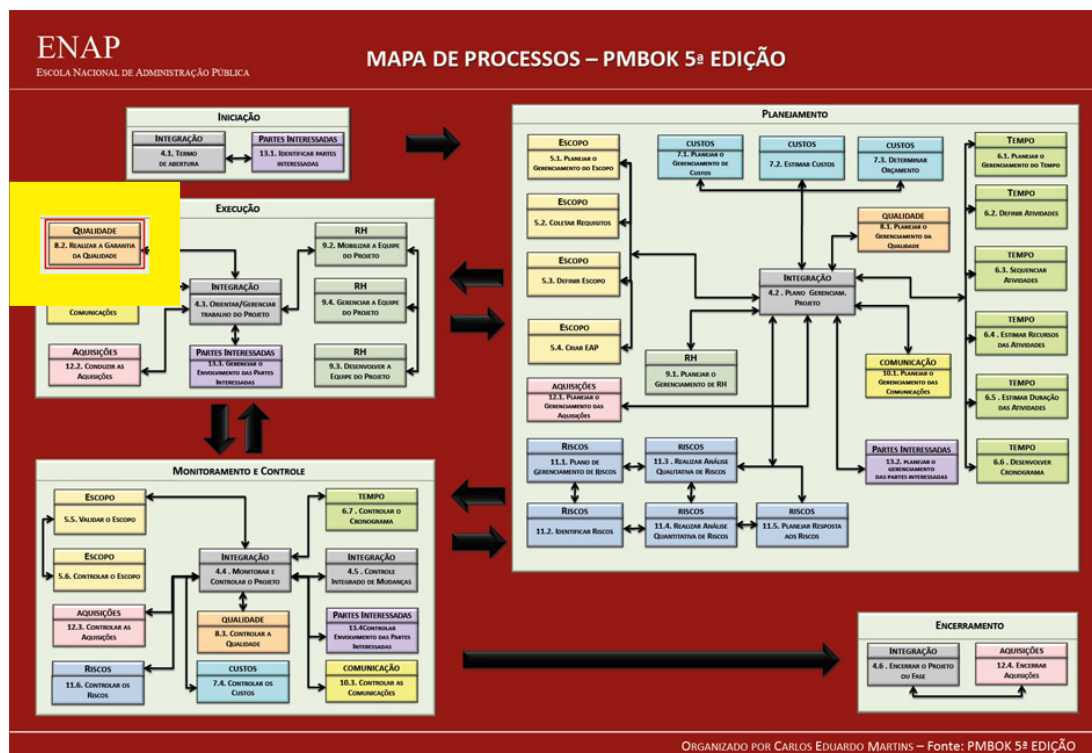 ENAP
ESCOLA NACIONAL DE ADMINISTRAÇÃO PÚBLICA
MAPA DE PROCESSOS – PMBOK 5ª EDIÇÃO
INICIAÇÃO
INTEGRAÇÃO
4.1. TERMO
DE ABERTURA
PARTES INTERESSADAS
13.1. IDENTIFICAR PARTES
INTERESSADAS
EXECUÇÃO
QUALIDADE
8.2. REALIZAR A GARANTIA
DA QUALIDADE
COMUNICAÇÕES
AQUISIÇÕES
12.2. CONDUZIR AS
AQUISIÇÕES
INTEGRAÇÃO
4.3. ORIENTAR/GERENCIAR
TRABALHO DO PROJETO
PARTES INTERESSADAS
13.3. GERENCIAR O
ENVOLVIMENTO DAS PARTES
INTERESSADAS
RH
9.2. MOBILIZAR A EQUIPE
DO PROJETO
RH
9.4. GERENCIAR A EQUIPE
DO PROJETO
RH
9.3. DESENVOLVER A
EQUIPE DO PROJETO
PLANEJAMENTO
ESCOPO
5.1. PLANEJAR O
GERENCIAMENTO DO ESCOPO
ESCOPO
5.2. COLETAR REQUISITOS
ESCOPO
5.3. DEFINIR ESCOPO
ESCOPO
5.4. CRIAR EAP
AQUISIÇÕES
12.1. PLANEJAR O
GERENCIAMENTO DAS
AQUISIÇÕES
CUSTOS
7.1. PLANEJAR O
GERENCIAMENTO
DE CUSTOS
CUSTOS
7.2. ESTIMAR CUSTOS
CUSTOS
7.3. DETERMINAR
ORÇAMENTO
QUALIDADE
8.1. PLANEJAR O
GERENCIAMENTO DA
QUALIDADE
INTEGRAÇÃO
4.2 . PLANO GERENCIAM.
PROJETO
RH
9.1. PLANEJAR O
GERENCIAMENTO DE RH
COMUNICAÇÃO
10.1. PLANEJAR O
GERENCIAMENTO DAS
COMUNICAÇÕES
PARTES INTERESSADAS
13.2. PLANEJAR O
GERENCIAMENTO
DAS PARTES INTERESSADAS
TEMPO
6.1. PLANEJAR O
GERENCIAMENTO DO TEMPO
TEMPO
6.2. DEFINIR ATIVIDADES
TEMPO
6.3. SEQUENCIAR
ATIVIDADES
TEMPO
6.4 . ESTIMAR RECURSOS
DAS ATIVIDADES
TEMPO
6.5 . ESTIMAR DURAÇÃO
DAS ATIVIDADES
TEMPO
6.6 . DESENVOLVER
CRONOGRAMA
RISCOS
11.1. PLANO DE
GERENCIAMENTO DE RISCOS
RISCOS
11.3 . REALIZAR ANÁLISE
QUALITATIVA DE RISCOS
RISCOS
11.2. IDENTIFICAR RISCOS
RISCOS
11.4. REALIZAR ANÁLISE
QUANTITATIVA DE RISCOS
RISCOS
11.5. PLANEJAR RESPOSTA
AOS RISCOS
MONITORAMENTO E CONTROLE
ESCOPO
5.5. VALIDAR O ESCOPO
ESCOPO
5.6. CONTROLAR O ESCOPO
AQUISIÇÕES
12.3. CONTROLAR AS
AQUISIÇÕES
RISCOS
11.6. CONTROLAR OS
RISCOS
INTEGRAÇÃO
4.4 . MONITORAR E
CONTROLAR O PROJETO
QUALIDADE
8.3. CONTROLAR A
QUALIDADE
CUSTOS
7.4. CONTROLAR OS
CUSTOS
TEMPO
6.7 . CONTROLAR O
CRONOGRAMA
INTEGRAÇÃO
4.5 . CONTROLE
INTEGRADO DE MUDANÇAS
PARTES INTERESSADAS
13.4CONTROLAR
ENVOLVIMENTO DAS PARTES
INTERESSADAS
COMUNICAÇÃO
10.3. CONTROLAR AS
COMUNICAÇÕES
ENCERRAMENTO
INTEGRAÇÃO
4.6 . ENCERRAR O PROJETO
OU FASE
AQUISIÇÕES
12.4. ENCERRAR
AQUISIÇÕES
ORGANIZADO POR CARLOS EDUARDO MARTINS – Fonte: PMBOK 5ª EDIÇÃO